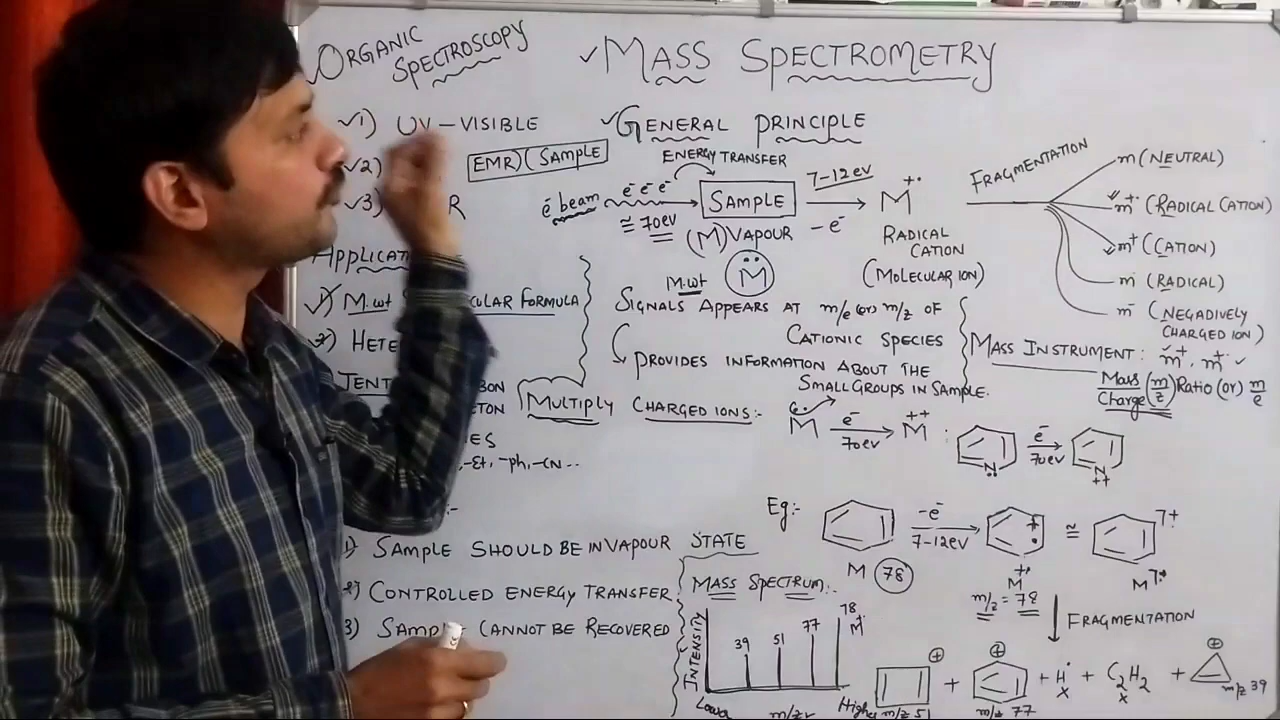 ORGANIC
SPECTROSCOPY
✓MASS SPECTROMETRY
✓1) UV-VISIBLE
✓2)
✓3) R
EMR)(SAMPLE
✓GENERAL PRINCIPLE
ENERGY TRANSFER
e⁻ beam e⁻ e⁻ e⁻ SAMPLE 7-12ev M+•
≅ 70ev (M) VAPOUR -e⁻
RADICAL
CATION
(MOLECULAR ION)
M̈
FRAGMENTATION
m (NEUTRAL)
m+• (RADICAL CATION)
m+ (CATION)
m• (RADICAL)
m⁻ (NEGADIVELY
CHARGED ION)
M.wt
SIGNALS APPEARS AT m/e (or) m/z OF
CATIONIC SPECIES
PROVIDES INFORMATION ABOUT THE
SMALL GROUPS IN SAMPLE.
MASS INSTRUMENT: m+, m+•
Mass/Charge (m/z) Ratio (or) m/e
1) M.wt CULAR FORMULA
2) HETE
IDENT BON
ETON
ES
-Et, -ph, -CN..
MULTIPLY CHARGED IONS:-
M e⁻ 70ev M++ : N e⁻ 70ev N++
1) SAMPLE SHOULD BE IN VAPOUR STATE
2) CONTROLLED ENERGY TRANSFER
3) SAMPLE CANNOT BE RECOVERED
Eg:- -e⁻ 7-12ev ≅
M 78 M+• M+•
m/z = 78
FRAGMENTATION
MASS SPECTRUM:-
INTENSITY 39 51 77 78 M+•
Lower m/z Higher
m/z 51 + m/z 77 + H• + C2H2 + m/z 39